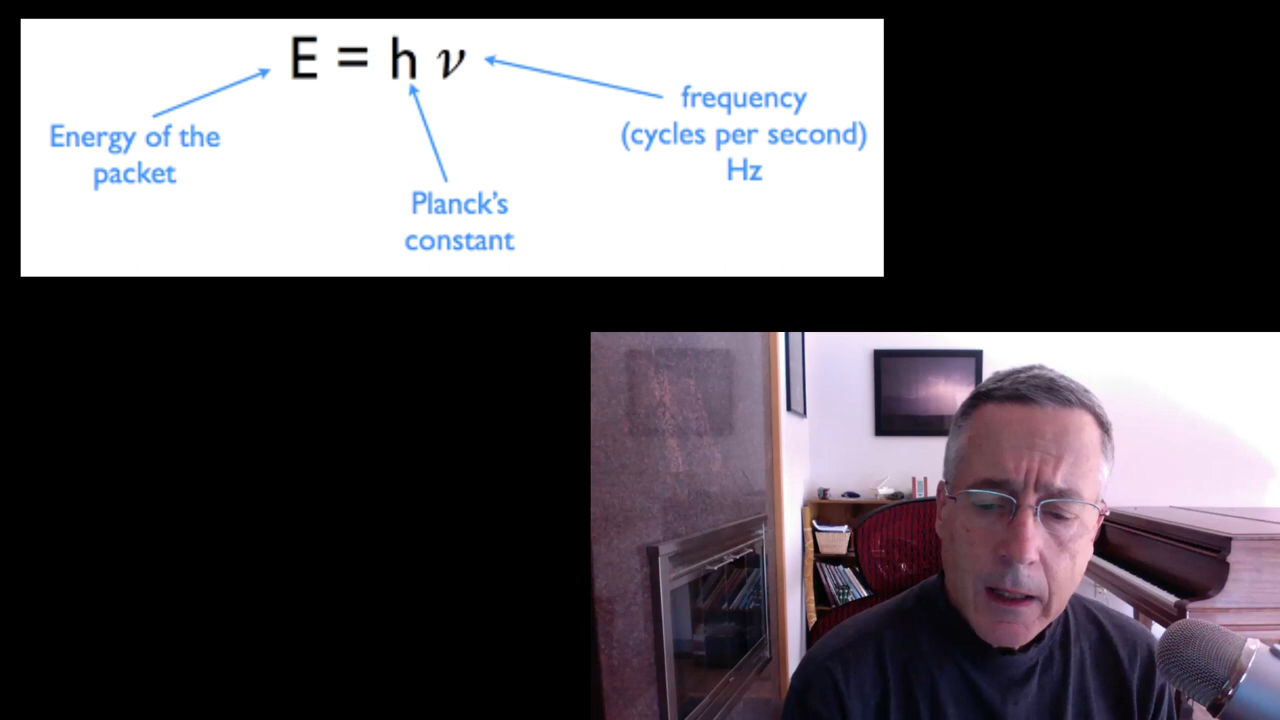 E = h ν
Energy of the
packet
Planck's
constant
frequency
(cycles per second)
Hz